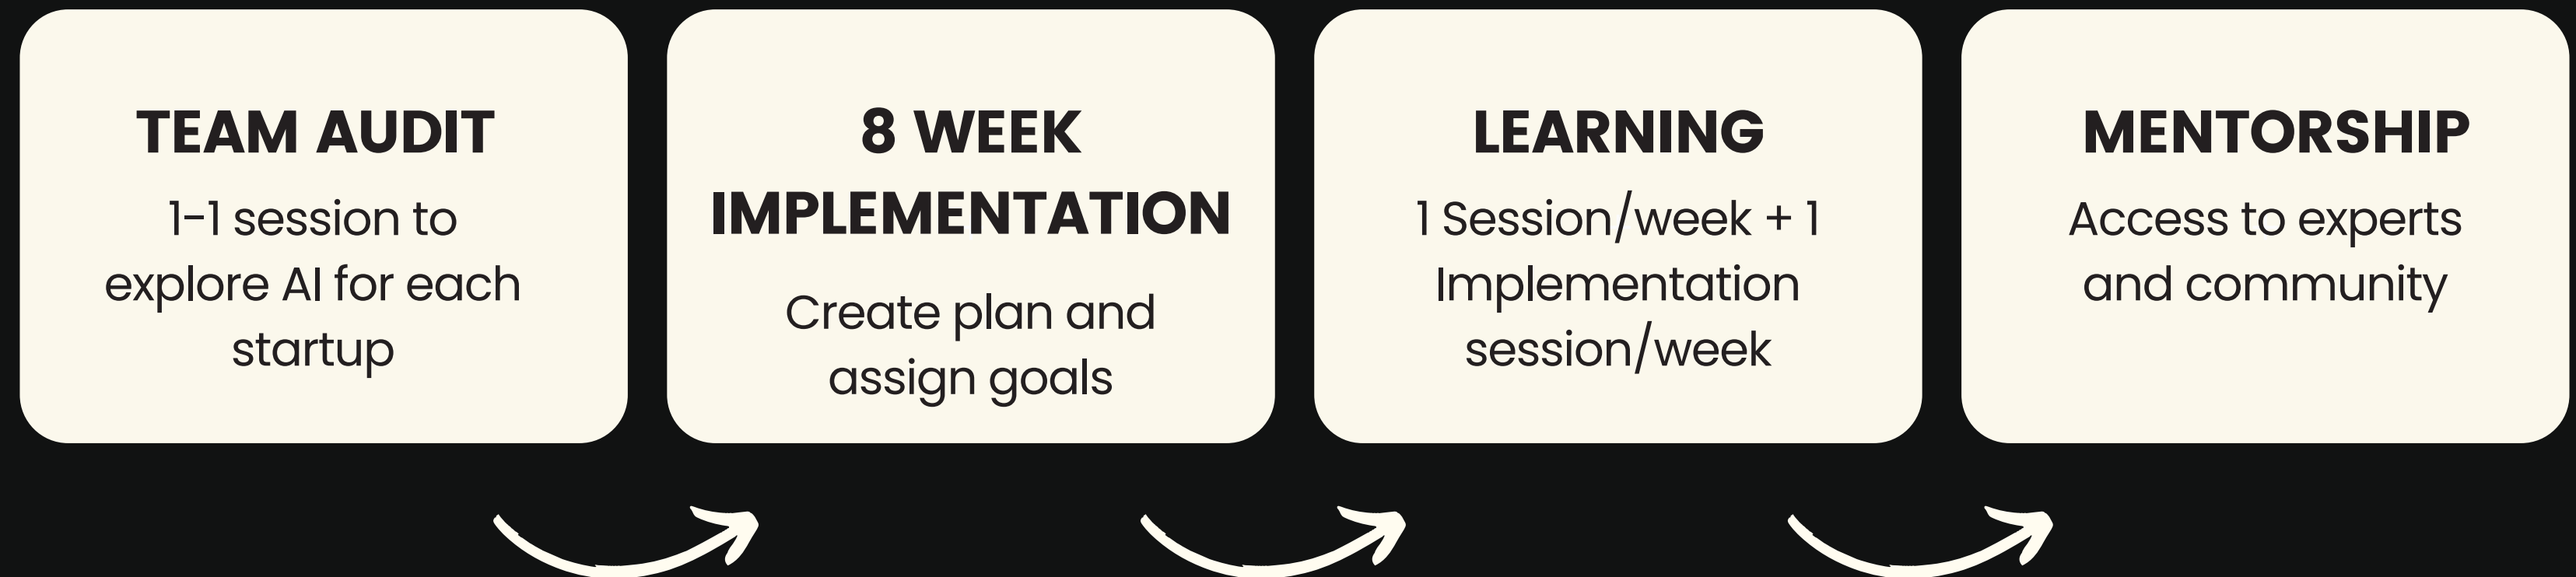 TEAM AUDIT
1-1 session to
explore AI for each
startup
8 WEEK
IMPLEMENTATION
Create plan and
assign goals
LEARNING
1 Session/week + 1
Implementation
session/week
MENTORSHIP
Access to experts
and community